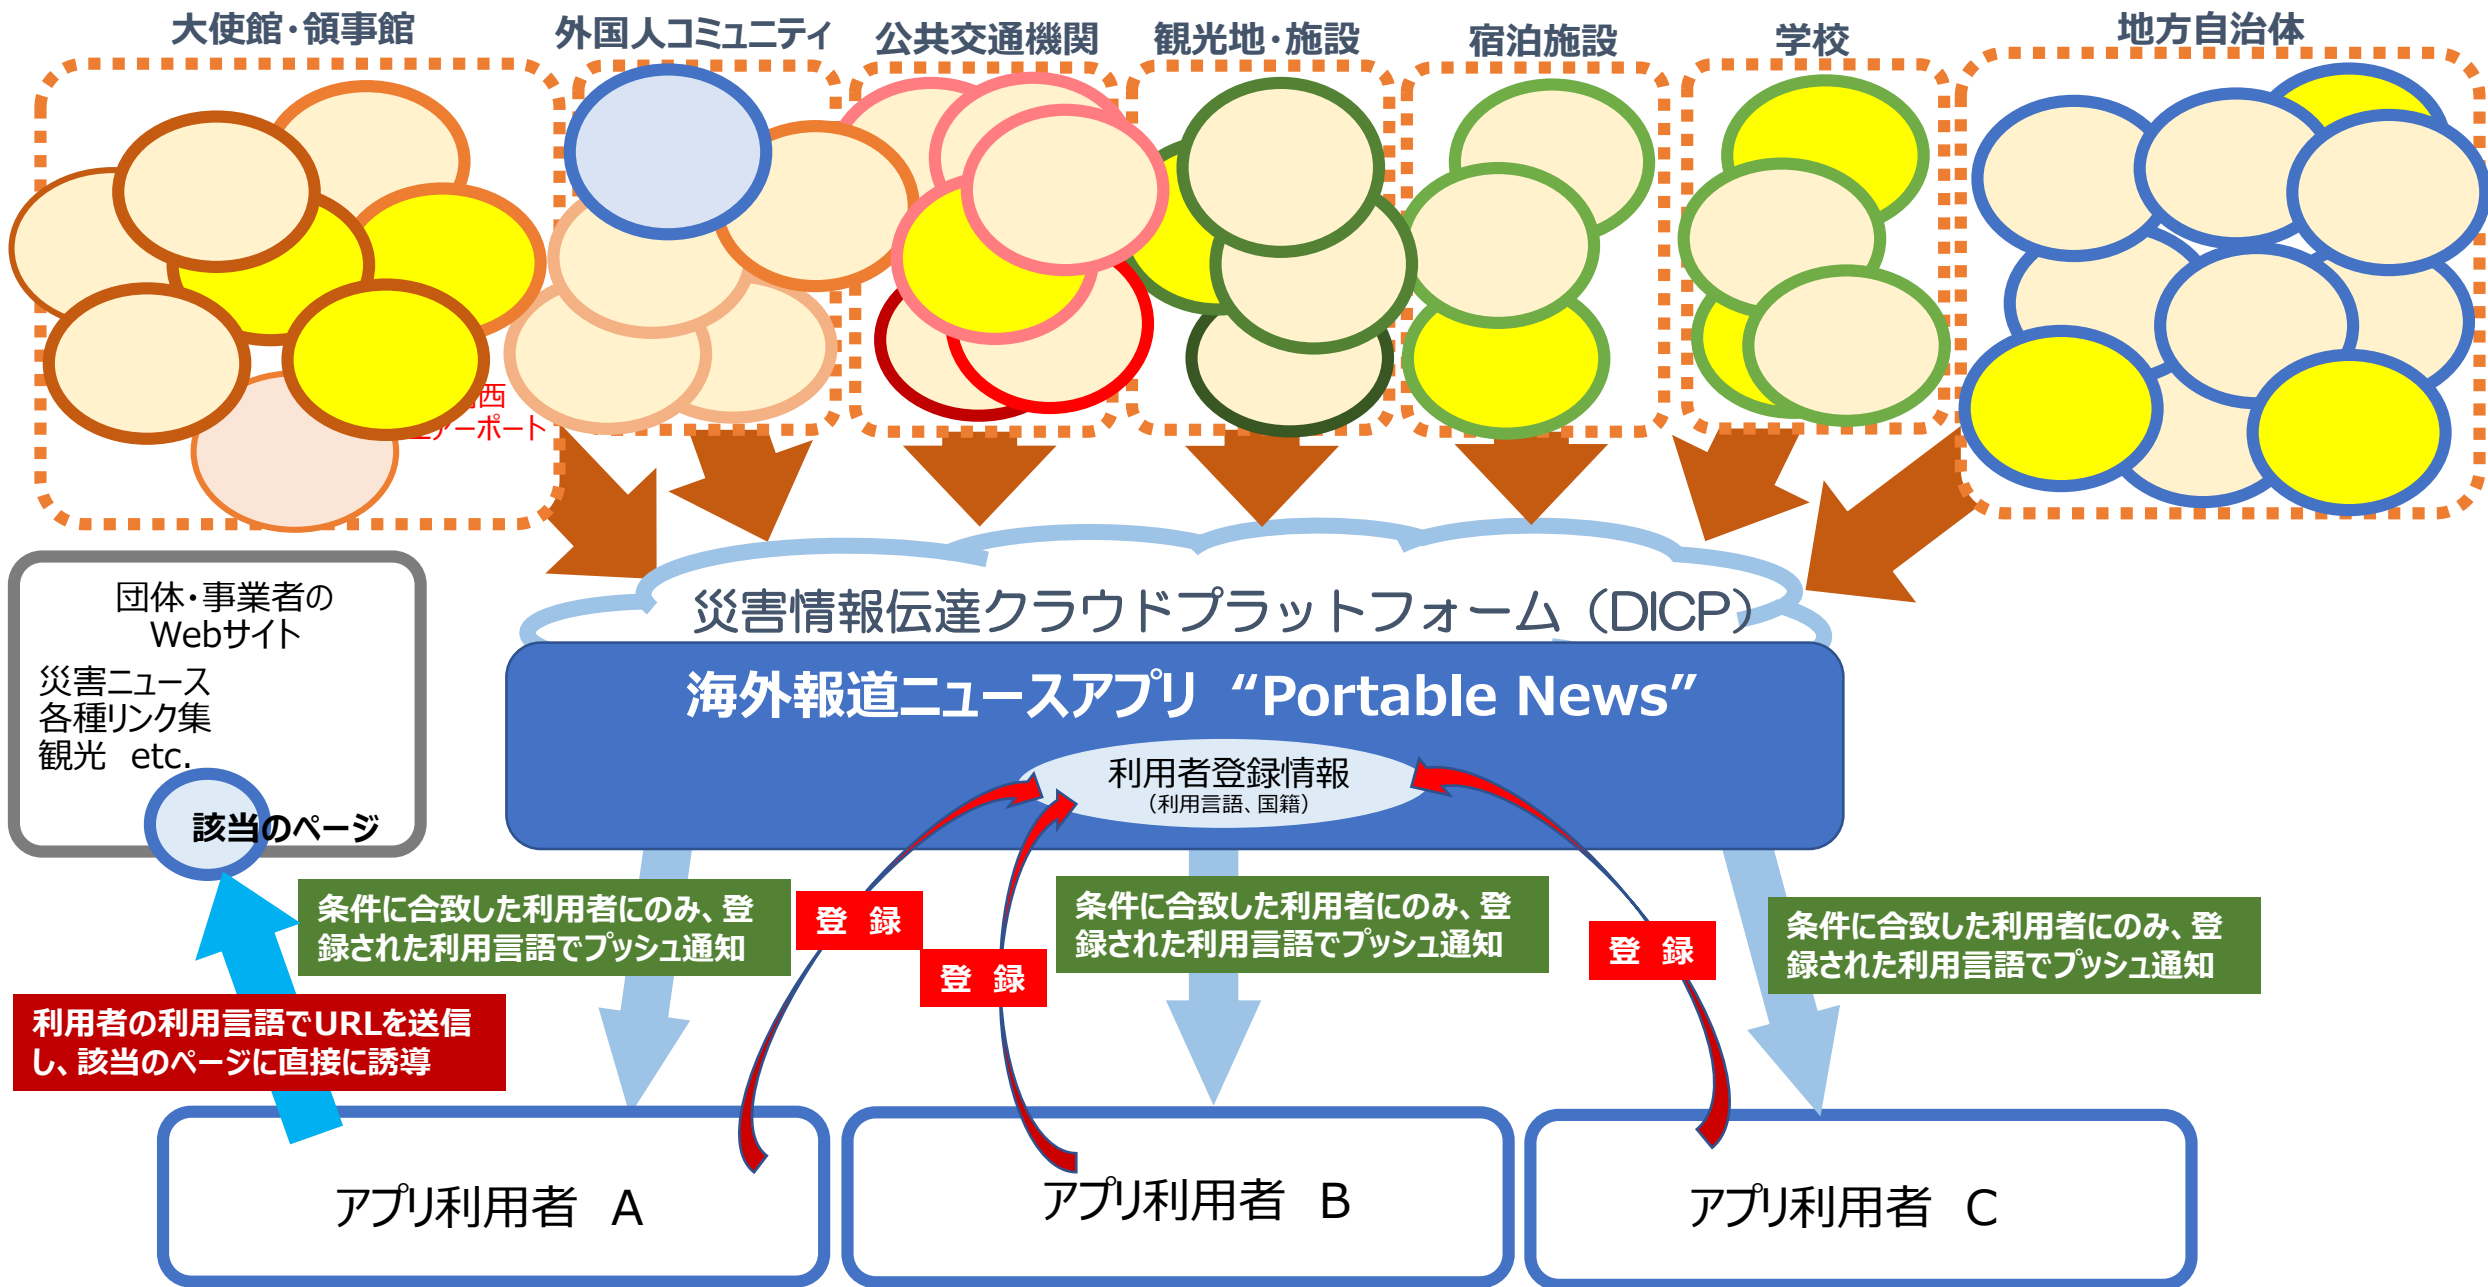 大使館・領事館
外国人コミュニティ
公共交通機関
観光地・施設
宿泊施設
学校
地方自治体
西
アーポート
団体・事業者の
Webサイト
災害ニュース
各種リンク集
観光　etc.
該当のページ
災害情報伝達クラウドプラットフォーム（DICP）
海外報道ニュースアプリ “Portable News”
利用者登録情報
（利用言語、国籍）
条件に合致した利用者にのみ、登
録された利用言語でプッシュ通知
登　録
登　録
条件に合致した利用者にのみ、登
録された利用言語でプッシュ通知
登　録
条件に合致した利用者にのみ、登
録された利用言語でプッシュ通知
利用者の利用言語でURLを送信
し、該当のページに直接に誘導
アプリ利用者　A
アプリ利用者　B
アプリ利用者　C